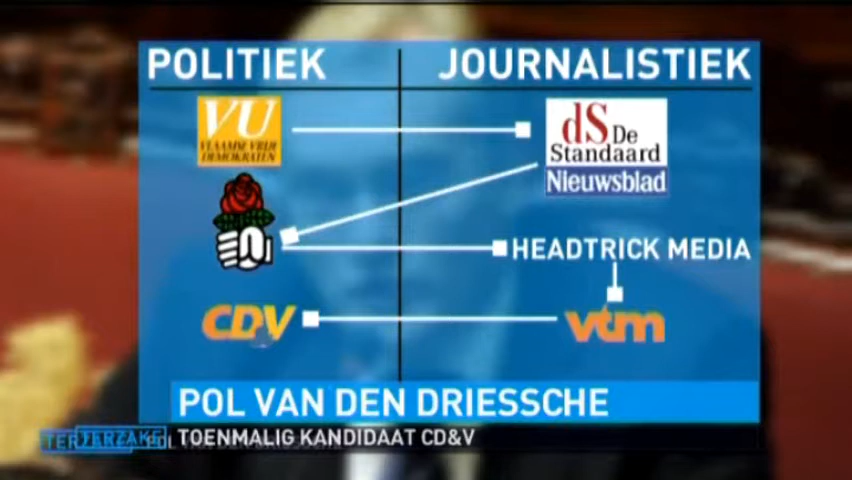 POLITIEK
JOURNALISTIEK
VU
VLAAMSE VRIJE
DEMOKRATEN
dS De
Standaard
Nieuwsblad
HEADTRICK MEDIA
CD&V
vtm
POL VAN DEN DRIESSCHE
TERZAKE
TOENMALIG KANDIDAAT CD&V